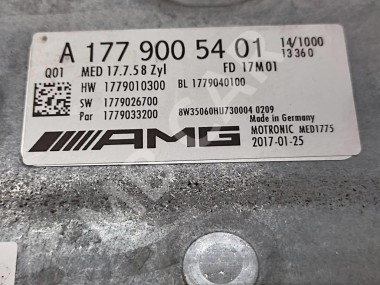 A 177 900 54 01 14/1000
13360
Q01 MED 17.7.5 8 Zyl FD 17M01
HW 1779010300 BL 1779040100
SW 1779026700
Par 1779033200 8W35060HU730004 0209
Made in Germany
AMG MOTRONIC MED1775
2017-01-25